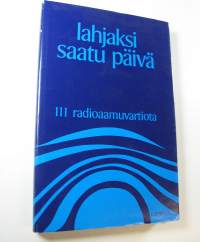 lahjaksi
saatu päivä
111 radioaamuvartiota